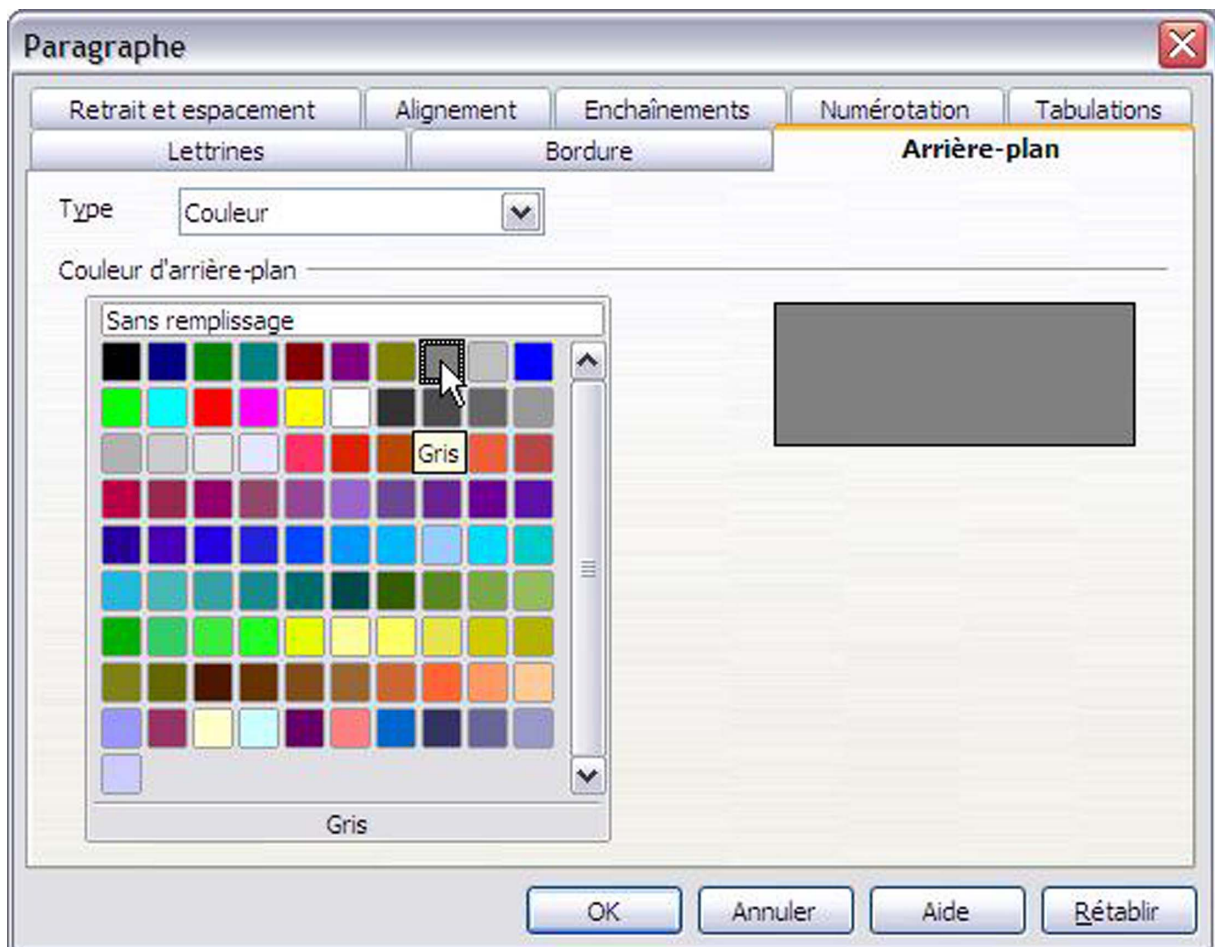 Paragraphe
Retrait et espacement Alignement Enchaînements Numérotation Tabulations
Lettrines Bordure Arrière-plan
Type Couleur
Couleur d'arrière-plan
Sans remplissage
Gris
Gris
OK Annuler Aide Rétablir